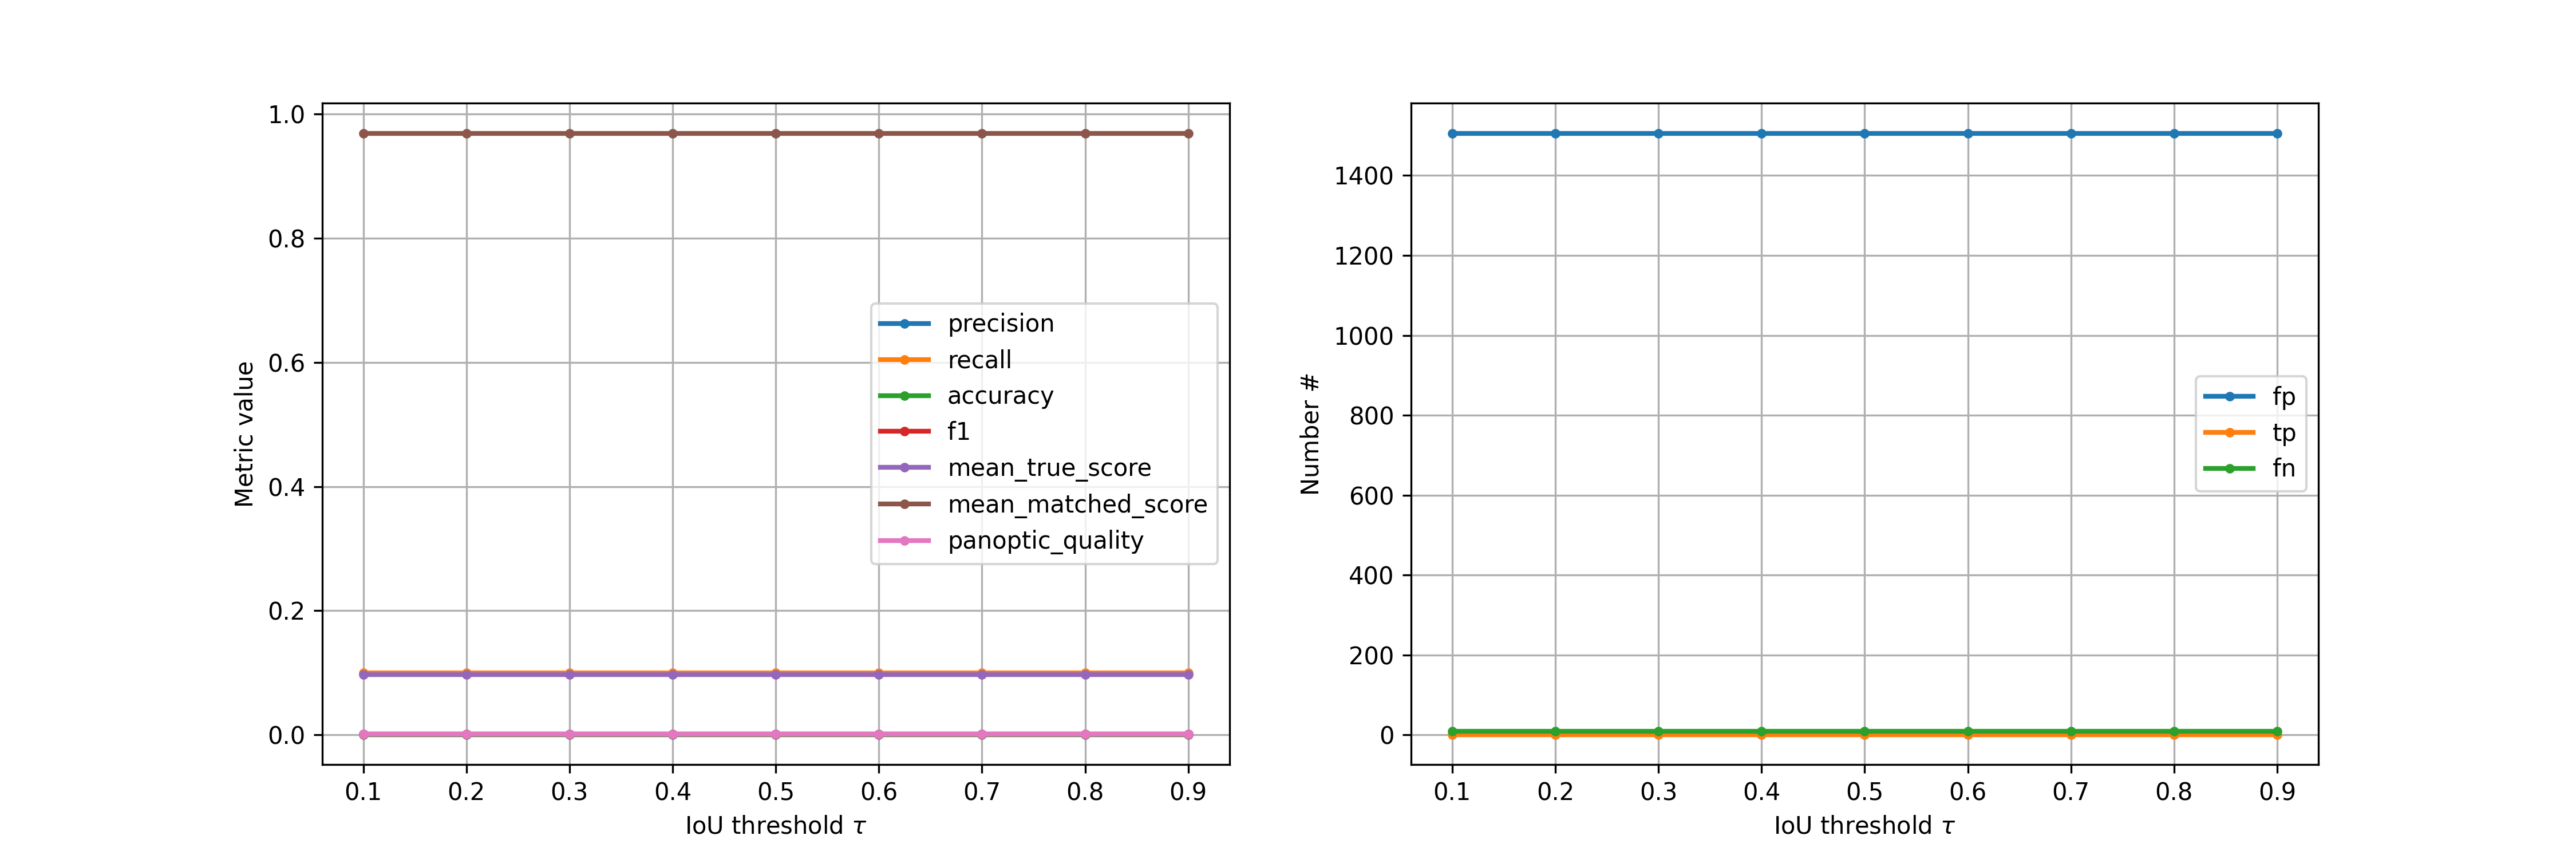 1.0
0.8
0.6
0.4
0.2
0.0
Metric value
0.1 0.2 0.3 0.4 0.5 0.6 0.7 0.8 0.9
IoU threshold τ
precision
recall
accuracy
f1
mean_true_score
mean_matched_score
panoptic_quality
1400
1200
1000
800
600
400
200
0
Number #
0.1 0.2 0.3 0.4 0.5 0.6 0.7 0.8 0.9
IoU threshold τ
fp
tp
fn